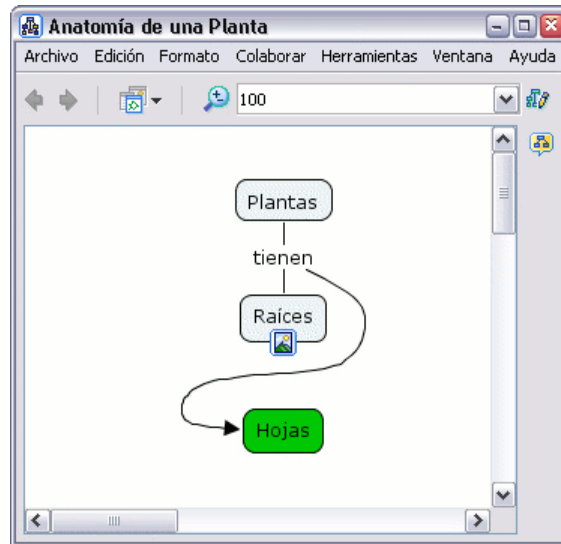 Anatomía de una Planta
Archivo Edición Formato Colaborar Herramientas Ventana Ayuda
100
Plantas
tienen
Raíces
Hojas